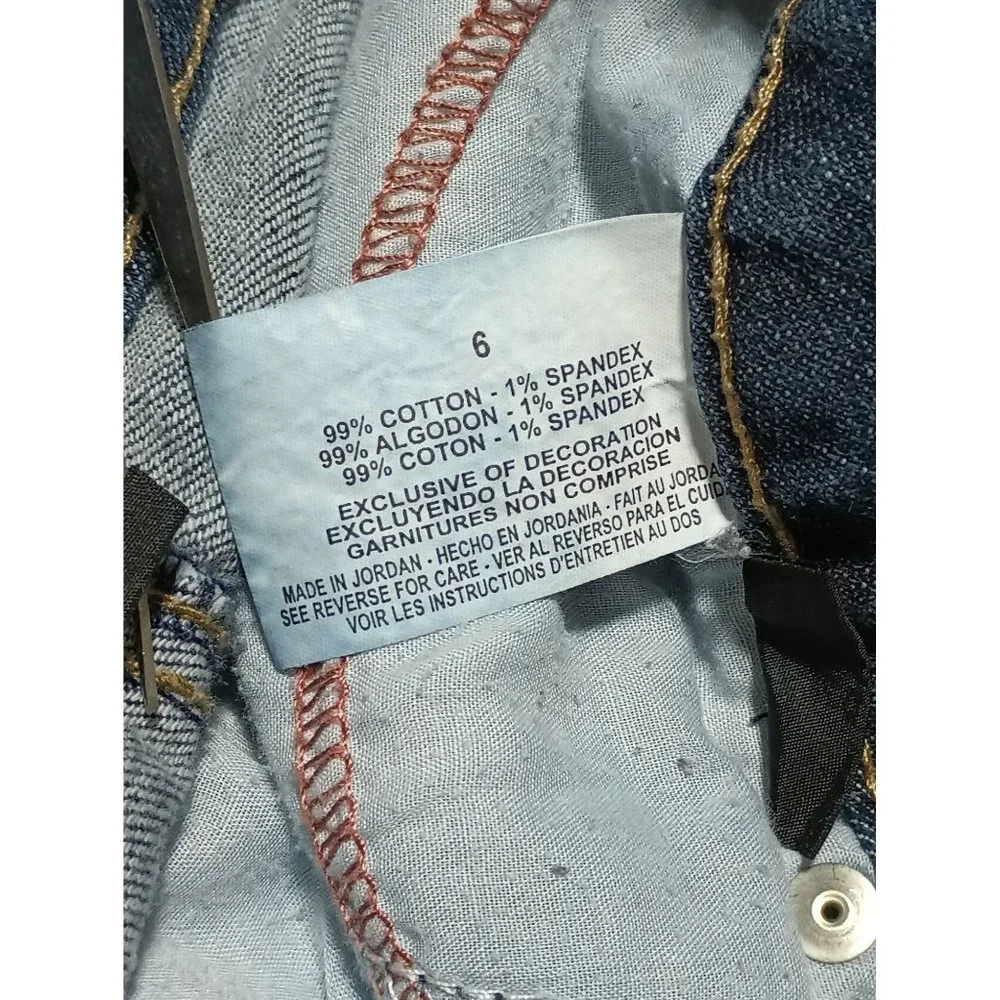 6
99% COTTON - 1% SPANDEX
99% ALGODON - 1% SPANDEX
99% COTON - 1% SPANDEX
EXCLUSIVE OF DECORATION
EXCLUYENDO LA DECORACION
GARNITURES NON COMPRISE
MADE IN JORDAN - HECHO EN JORDANIA - FAIT AU JORDA
SEE REVERSE FOR CARE - VER AL REVERSO PARA EL CUID
VOIR LES INSTRUCTIONS D'ENTRETIEN AU DOS